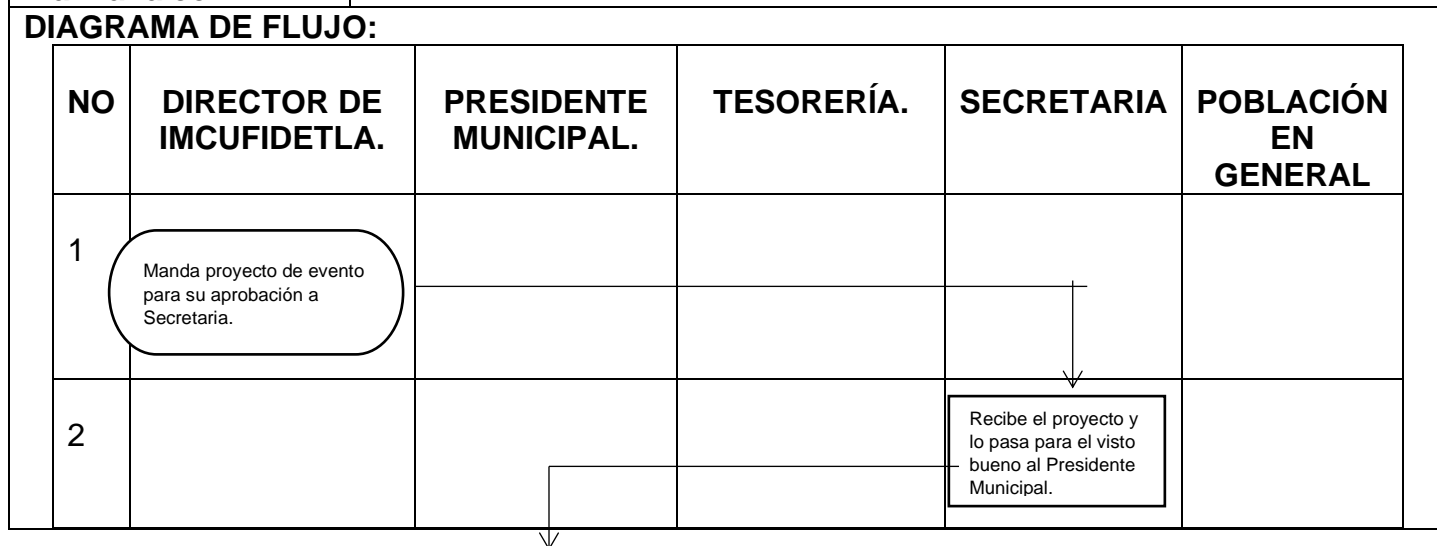 DIAGRAMA DE FLUJO:
NO
DIRECTOR DE
IMCUFIDETLA.
PRESIDENTE
MUNICIPAL.
TESORERÍA.
SECRETARIA
POBLACIÓN
EN
GENERAL
1
Manda proyecto de evento
para su aprobación a
Secretaria.
2
Recibe el proyecto y
lo pasa para el visto
bueno al Presidente
Municipal.